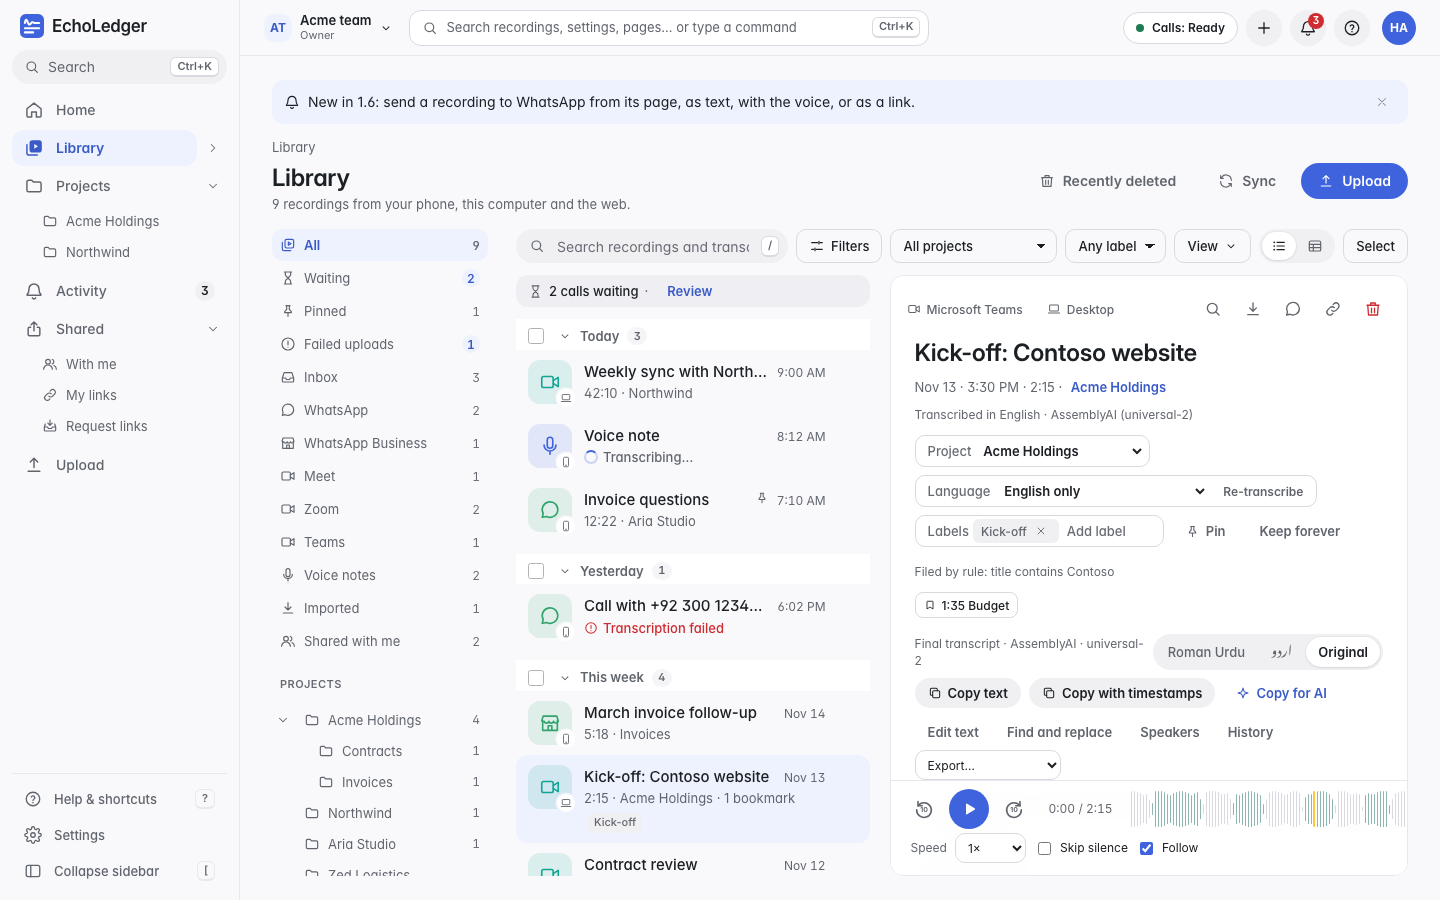 EchoLedger
Search Ctrl+K
Home
Library
Projects
Acme Holdings
Northwind
Activity 3
Shared
With me
My links
Request links
Upload
Help & shortcuts ?
Settings
Collapse sidebar [
AT Acme team
Owner
Search recordings, settings, pages... or type a command Ctrl+K
Calls: Ready
3
HA
New in 1.6: send a recording to WhatsApp from its page, as text, with the voice, or as a link.
Library
Library
9 recordings from your phone, this computer and the web.
Recently deleted
Sync
Upload
All 9
Waiting 2
Pinned 1
Failed uploads 1
Inbox 3
WhatsApp 2
WhatsApp Business 1
Meet 1
Zoom 2
Teams 1
Voice notes 2
Imported 1
Shared with me 2
PROJECTS
Acme Holdings 4
Contracts 1
Invoices 1
Northwind 1
Aria Studio 1
Zed Logistics
Search recordings and transc /
Filters
All projects
Any label
View
Select
2 calls waiting · Review
Today 3
Weekly sync with North... 9:00 AM
42:10 · Northwind
Voice note 8:12 AM
Transcribing...
Invoice questions 7:10 AM
12:22 · Aria Studio
Yesterday 1
Call with +92 300 1234... 6:02 PM
Transcription failed
This week 4
March invoice follow-up Nov 14
5:18 · Invoices
Kick-off: Contoso website Nov 13
2:15 · Acme Holdings · 1 bookmark
Kick-off
Contract review Nov 12
Microsoft Teams Desktop
Kick-off: Contoso website
Nov 13 · 3:30 PM · 2:15 · Acme Holdings
Transcribed in English · AssemblyAI (universal-2)
Project Acme Holdings
Language English only Re-transcribe
Labels Kick-off × Add label Pin Keep forever
Filed by rule: title contains Contoso
1:35 Budget
Final transcript · AssemblyAI · universal-
2
Roman Urdu اردو Original
Copy text Copy with timestamps Copy for AI
Edit text Find and replace Speakers History
Export...
10 10 0:00 / 2:15
Speed 1× Skip silence Follow